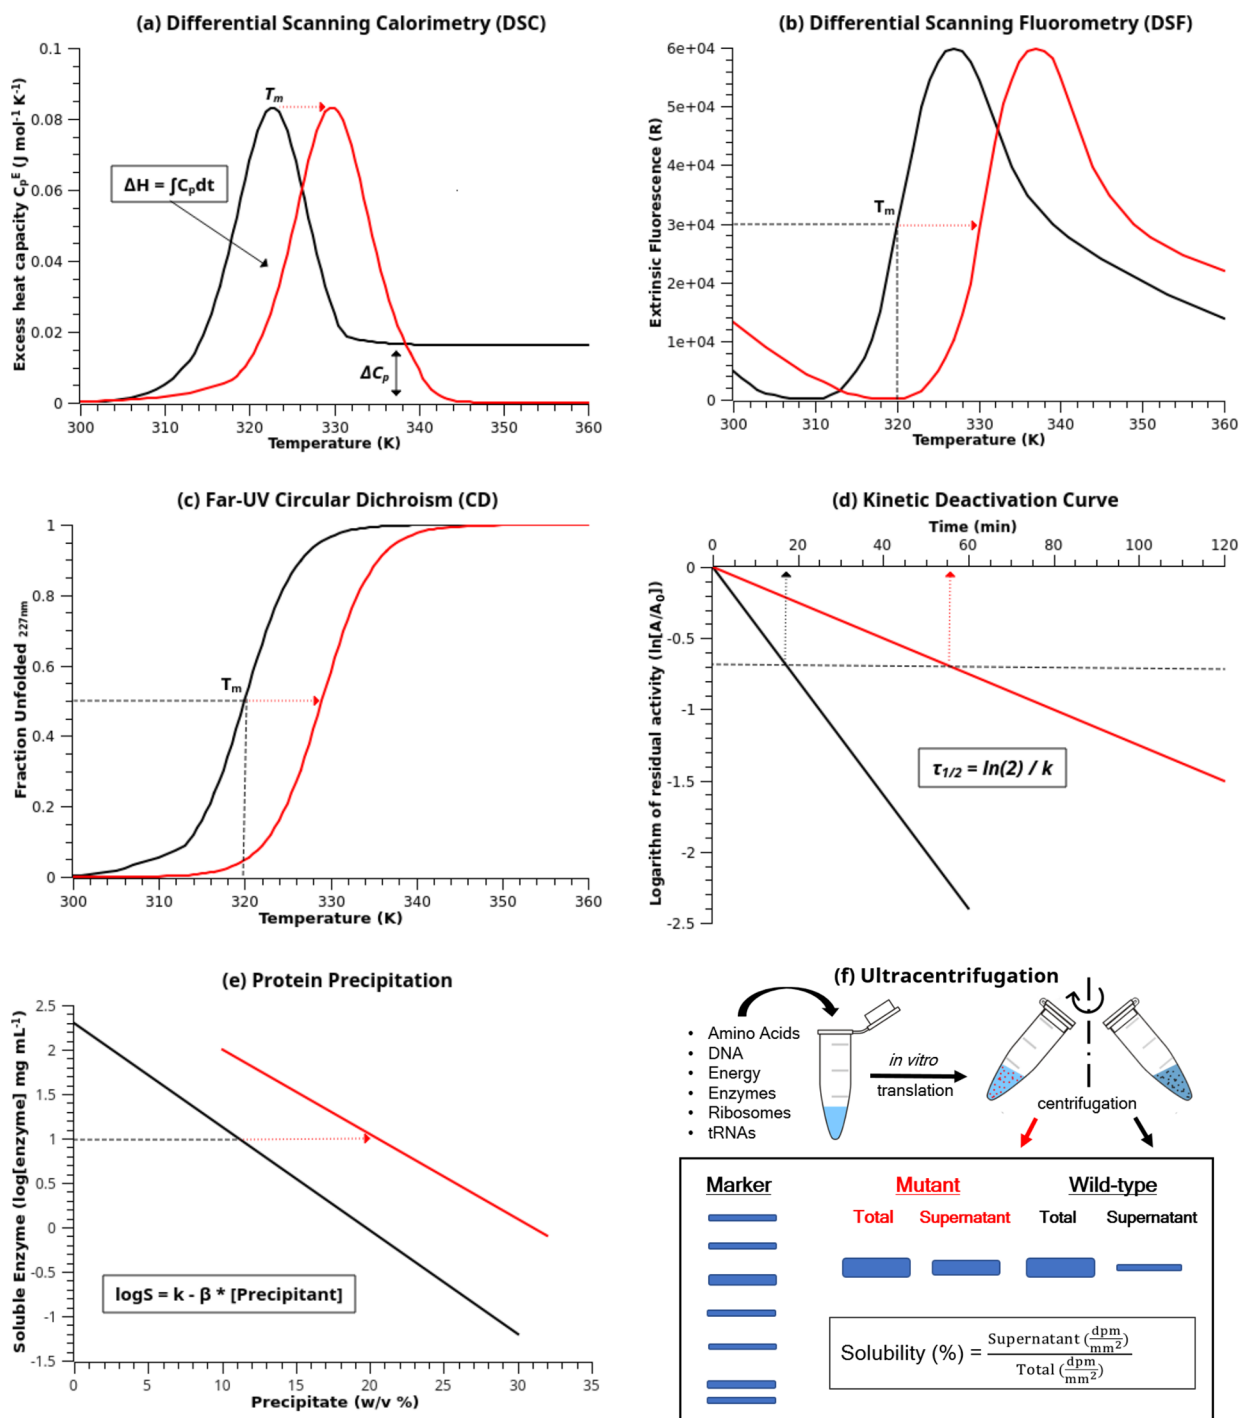 (a) Differential Scanning Calorimetry (DSC)
Excess heat capacity Cₚᴱ (J mol⁻¹ K⁻¹)
0.1
0.08
0.06
0.04
0.02
0
Tₘ
ΔH = ∫Cₚdt
ΔCₚ
300 310 320 330 340 350 360
Temperature (K)
(b) Differential Scanning Fluorometry (DSF)
Extrinsic Fluorescence (R)
6e+04
5e+04
4e+04
3e+04
2e+04
1e+04
0
Tₘ
300 310 320 330 340 350 360
Temperature (K)
(c) Far-UV Circular Dichroism (CD)
Fraction Unfolded 227nm
1
0.8
0.6
0.4
0.2
0
Tₘ
300 310 320 330 340 350 360
Temperature (K)
(d) Kinetic Deactivation Curve
Time (min)
0 20 40 60 80 100 120
Logarithm of residual activity (ln[A/A₀])
0
-0.5
-1
-1.5
-2
-2.5
τ1/2 = ln(2) / k
(e) Protein Precipitation
Soluble Enzyme (log[enzyme] mg mL⁻¹)
2.5
2
1.5
1
0.5
0
-0.5
-1
-1.5
logS = k - β * [Precipitant]
0 5 10 15 20 25 30 35
Precipitate (w/v %)
(f) Ultracentrifugation
• Amino Acids
• DNA
• Energy
• Enzymes
• Ribosomes
• tRNAs
in vitro
translation
centrifugation
Marker Mutant Wild-type
Total Supernatant Total Supernatant
Solubility (%) = Supernatant (dpm/mm²) / Total (dpm/mm²)